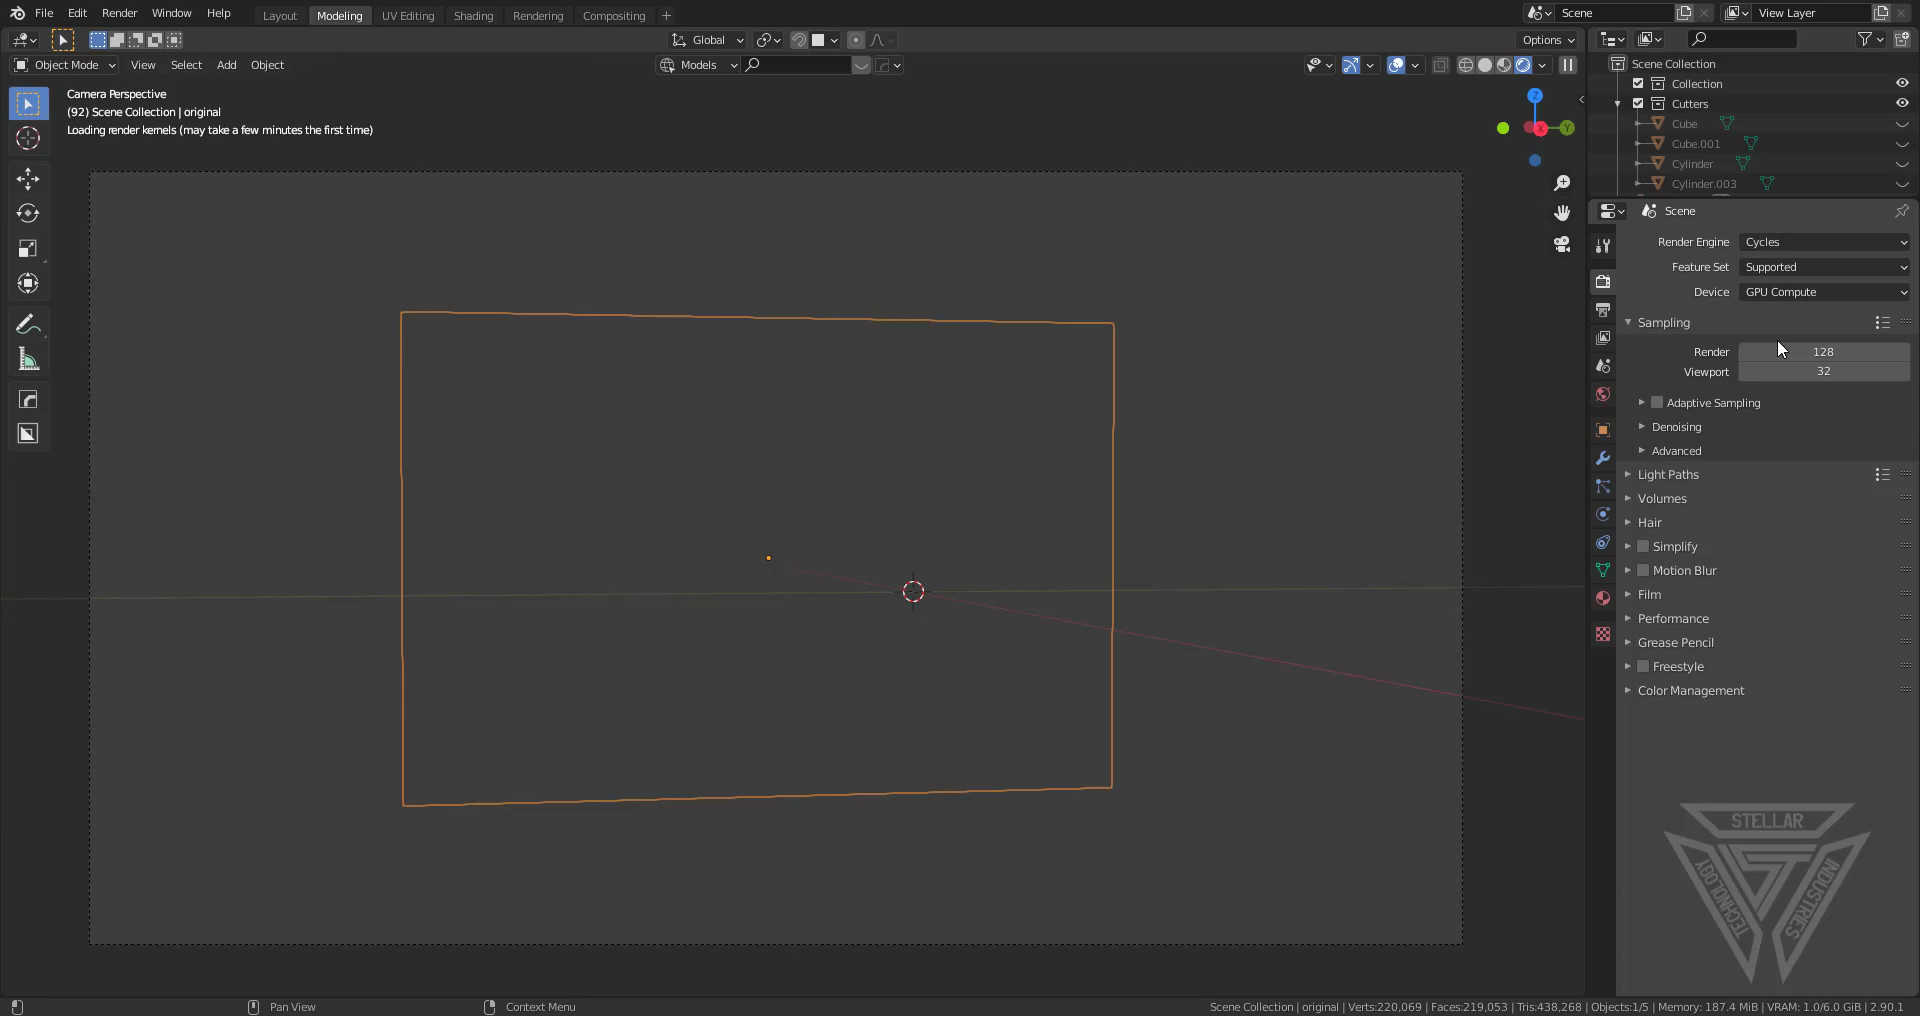 File Edit Render Window Help Layout Modeling UV Editing Shading Rendering Compositing + Scene View Layer
Global Options
Object Mode View Select Add Object Models
Camera Perspective
(92) Scene Collection | original
Loading render kernels (may take a few minutes the first time)
Z
X
Y
Scene Collection
Collection
Cutters
Cube
Cube.001
Cylinder
Cylinder.003
Scene
Render Engine Cycles
Feature Set Supported
Device GPU Compute
Sampling
Render 128
Viewport 32
Adaptive Sampling
Denoising
Advanced
Light Paths
Volumes
Hair
Simplify
Motion Blur
Film
Performance
Grease Pencil
Freestyle
Color Management
STELLAR
TECHNOLOGY
INDUSTRIES
Pan View Context Menu Scene Collection | original | Verts:220,069 | Faces:219,053 | Tris:438,268 | Objects:1/5 | Memory: 187.4 MiB | VRAM: 1.0/6.0 GiB | 2.90.1